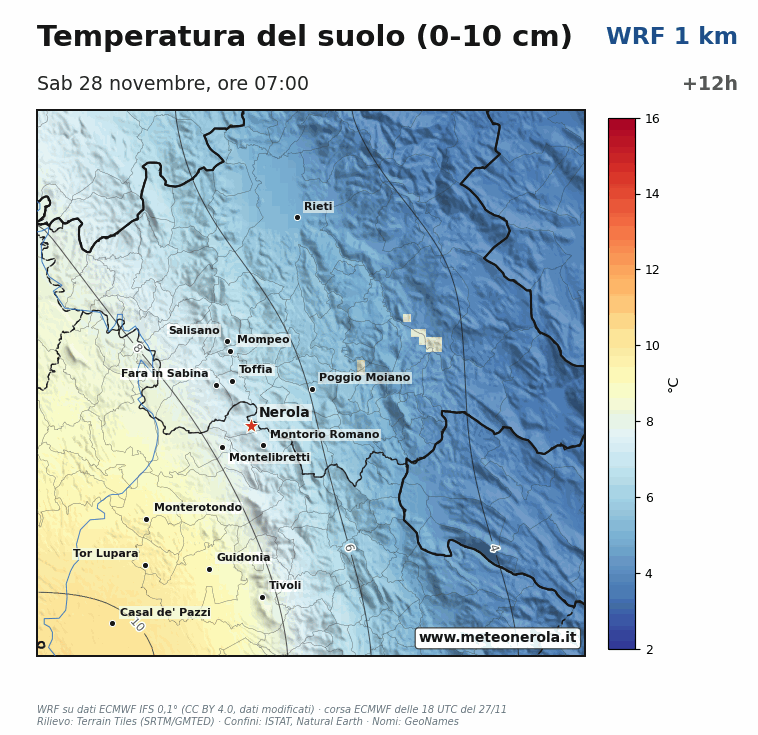 Temperatura del suolo (0-10 cm)
WRF 1 km
Sab 28 novembre, ore 07:00
+12h
16
14
12
10
8
6
4
2
°C
Rieti
Salisano
Mompeo
Fara in Sabina
Toffia
Poggio Moiano
Nerola
Montorio Romano
Montelibretti
Monterotondo
Tor Lupara
Guidonia
Tivoli
Casal de' Pazzi
8
6
4
10
www.meteonerola.it
WRF su dati ECMWF IFS 0,1° (CC BY 4.0, dati modificati) · corsa ECMWF delle 18 UTC del 27/11
Rilievo: Terrain Tiles (SRTM/GMTED) · Confini: ISTAT, Natural Earth · Nomi: GeoNames